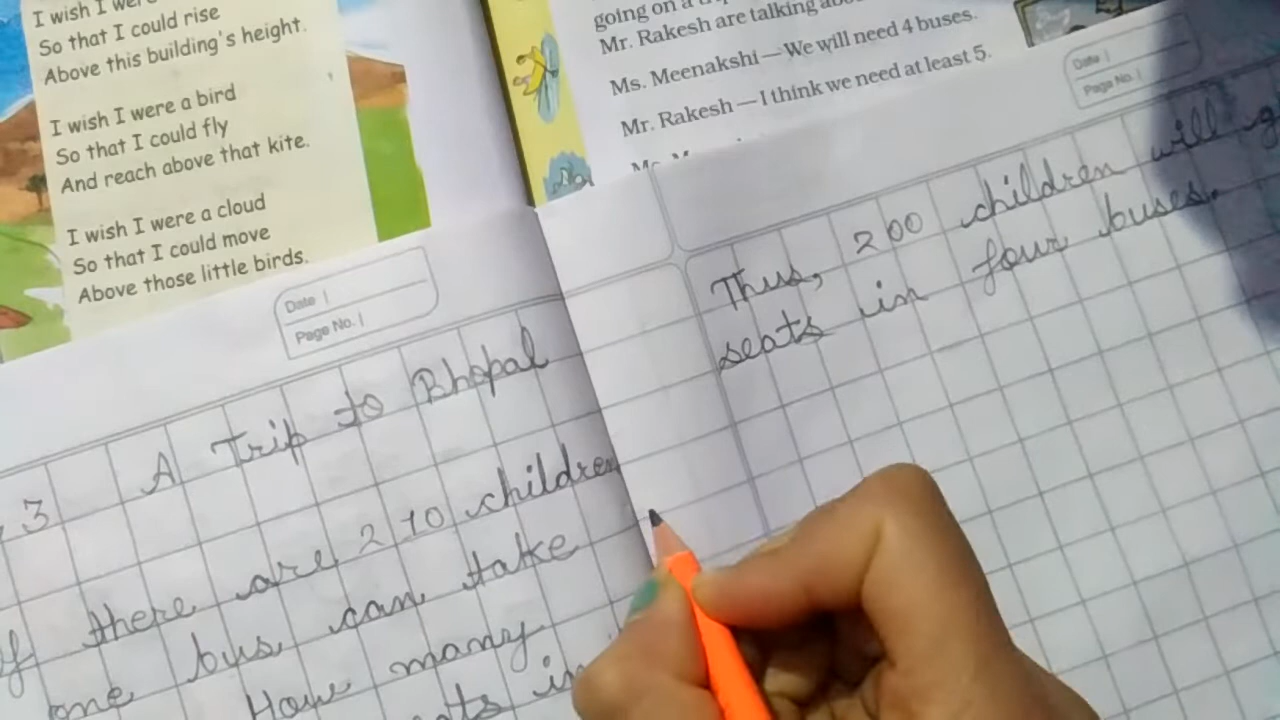 I wish I were
So that I could rise
Above this building's height.
I wish I were a bird
So that I could fly
And reach above that kite.
I wish I were a cloud
So that I could move
Above those little birds.
going on a
Mr. Rakesh are talking
Ms. Meenakshi — We will need 4 buses.
Mr. Rakesh — I think we need at least 5.
Date |
Page No. |
A Trip to Bhopal
3
If there are 210 children
one bus can take
How many
in
Date |
Page No. |
Thus, 200 children will
seats in four buses.